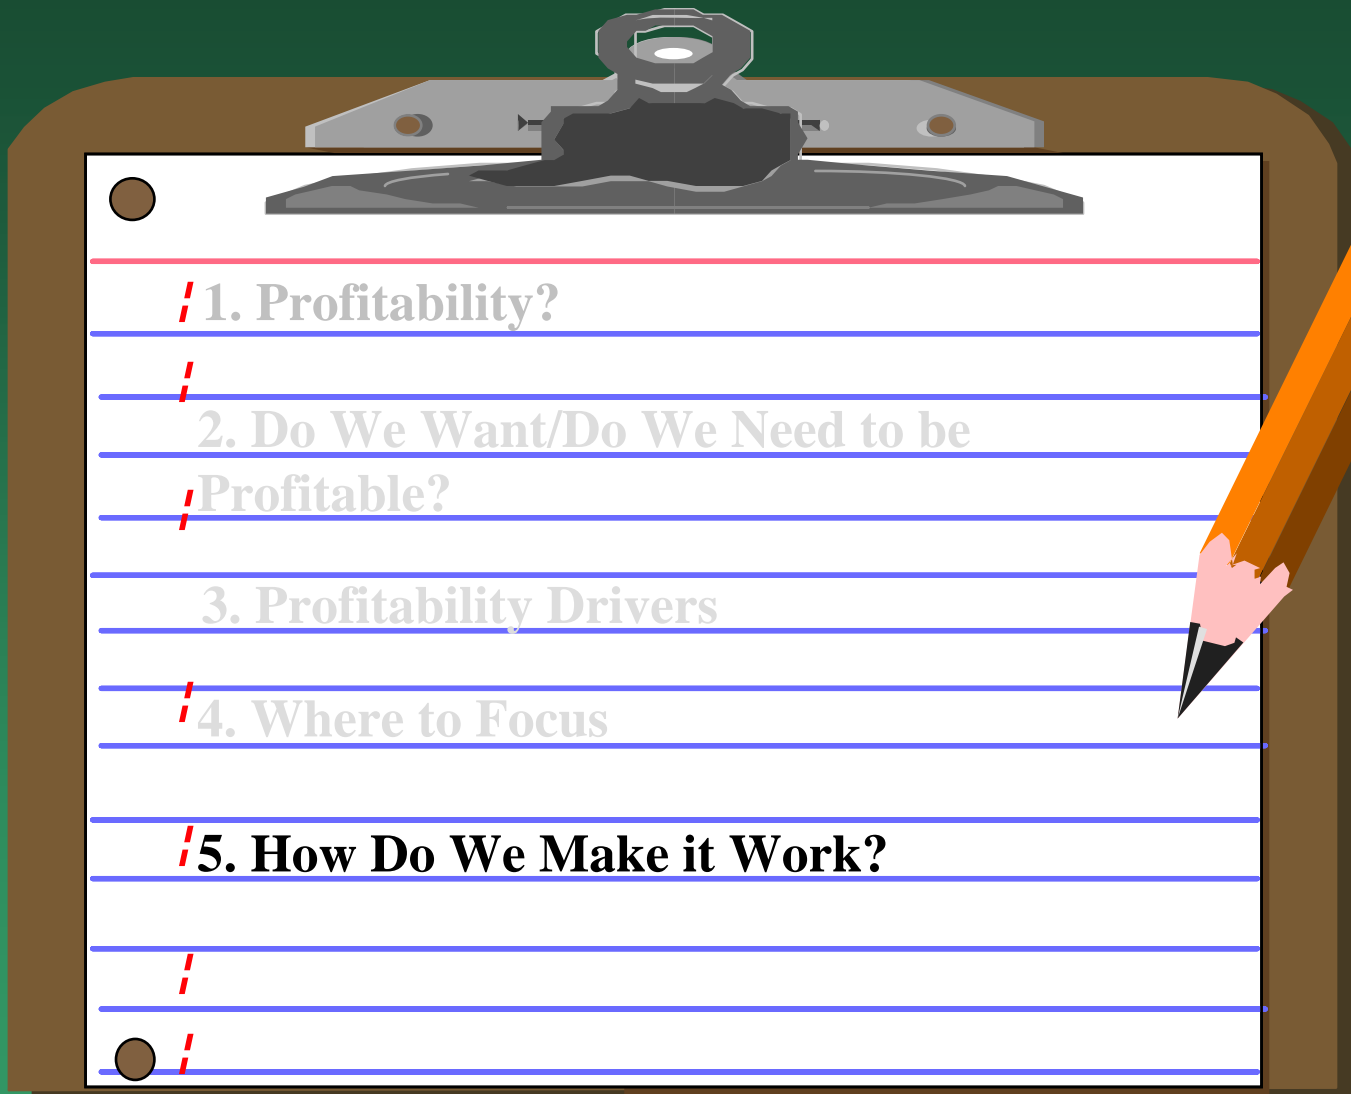 1. Profitability?
2. Do We Want/Do We Need to be
Profitable?
3. Profitability Drivers
4. Where to Focus
5. How Do We Make it Work?